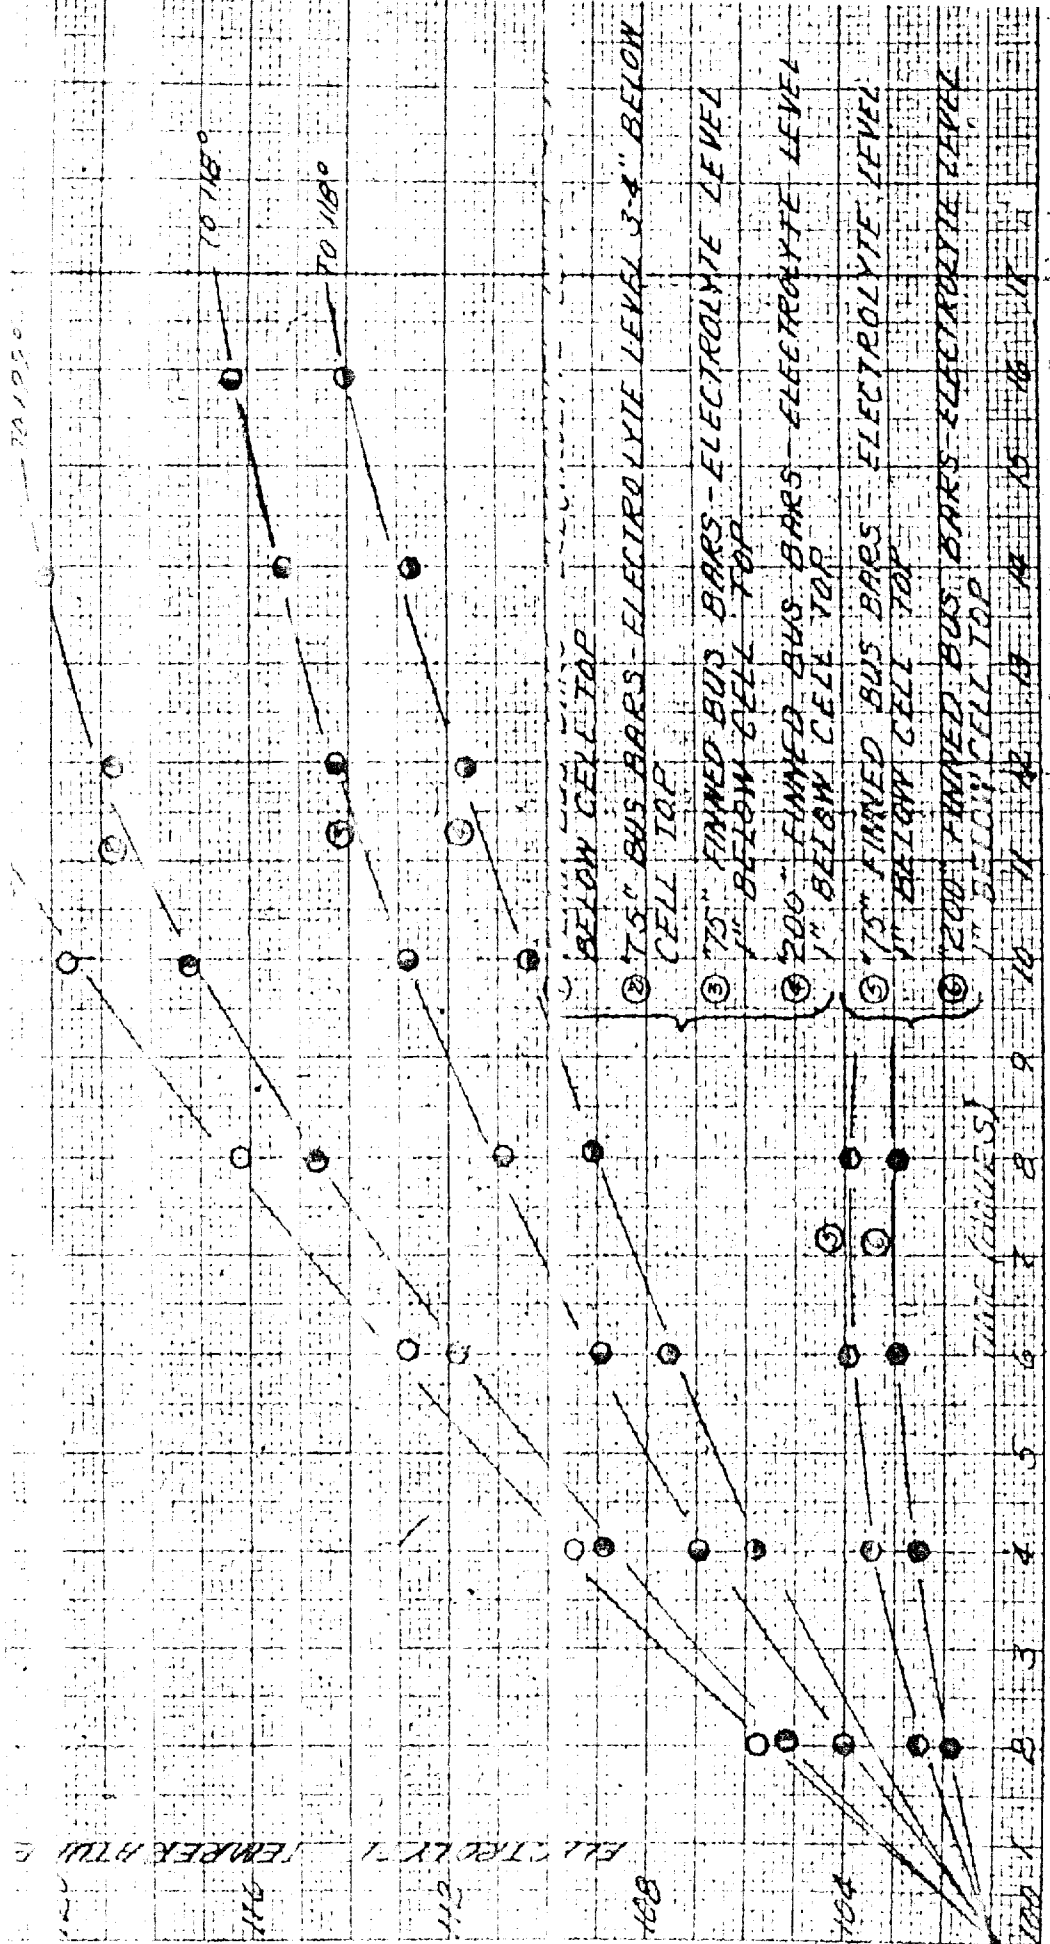 TO 118°
TO 118°
BELOW CELL TOP
② "75" BUS BARS-ELECTROLYTE LEVEL 3-4" BELOW
CELL TOP
③ "75" FINNED BUS BARS-ELECTROLYTE LEVEL
1" BELOW CELL TOP
④ "200" FINNED BUS BARS-ELECTROLYTE LEVEL
1" BELOW CELL TOP
⑤ "75" FINNED BUS BARS-ELECTROLYTE LEVEL
1" BELOW CELL TOP
⑥ "200" FINNED BUS BARS-ELECTROLYTE LEVEL
1" BELOW CELL TOP
③
⑤
116
112
108
104
100
1 2 3 4 5 6 7 8 9 10 11 12 13 14 15 16 17
TIME